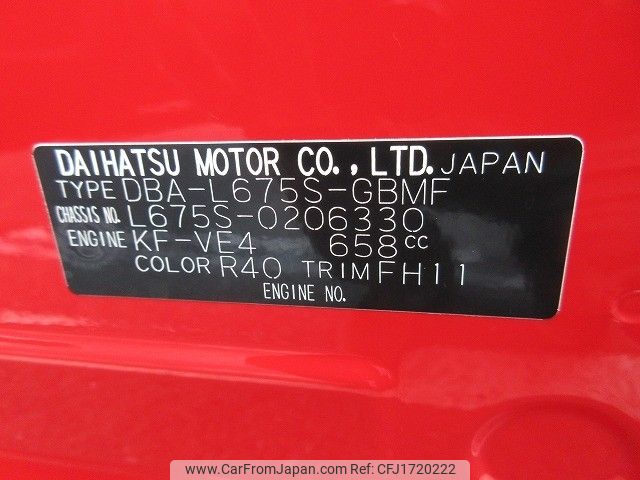 DAIHATSU MOTOR CO., LTD. JAPAN
TYPE DBA-L675S-GBMF
CHASSIS NO. L675S-0206330
ENGINE KF-VE4 658cc
COLOR R40 TRIM FH11
ENGINE NO.
www.CarFromJapan.com Ref: CFJ1720222